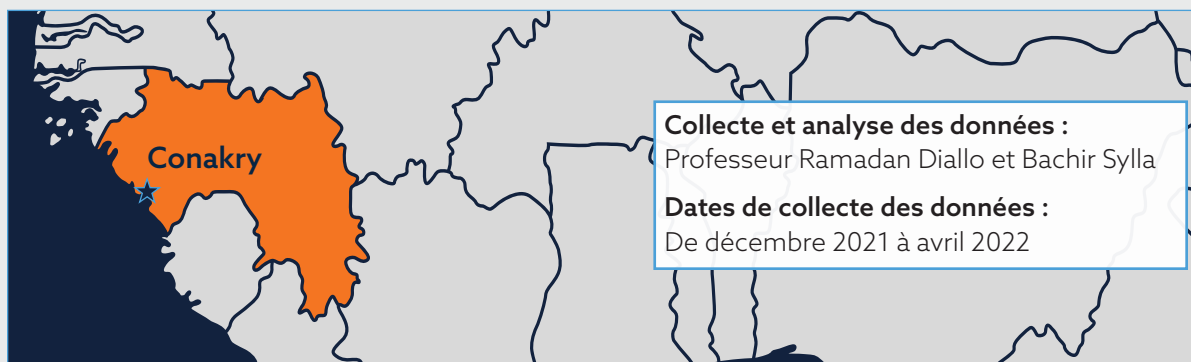 Conakry
Collecte et analyse des données :
Professeur Ramadan Diallo et Bachir Sylla
Dates de collecte des données :
De décembre 2021 à avril 2022